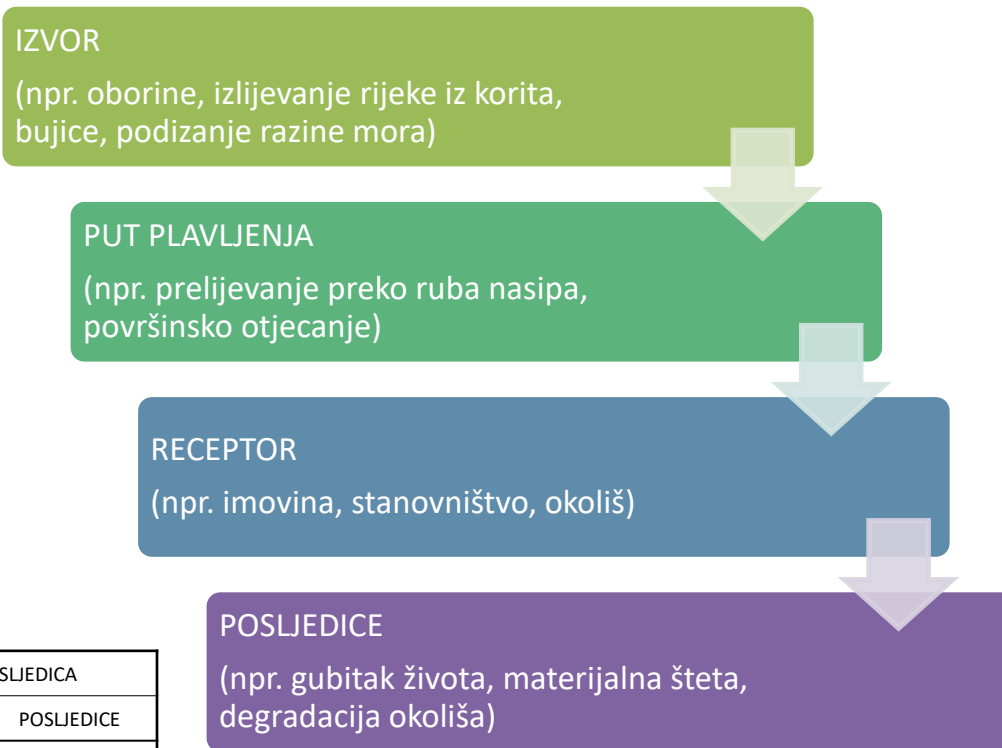 IZVOR
(npr. oborine, izlijevanje rijeke iz korita,
bujice, podizanje razine mora)
PUT PLAVLJENJA
(npr. prelijevanje preko ruba nasipa,
površinsko otjecanje)
RECEPTOR
(npr. imovina, stanovništvo, okoliš)
POSLJEDICE
(npr. gubitak života, materijalna šteta,
degradacija okoliša)
SLJEDICA
POSLJEDICE